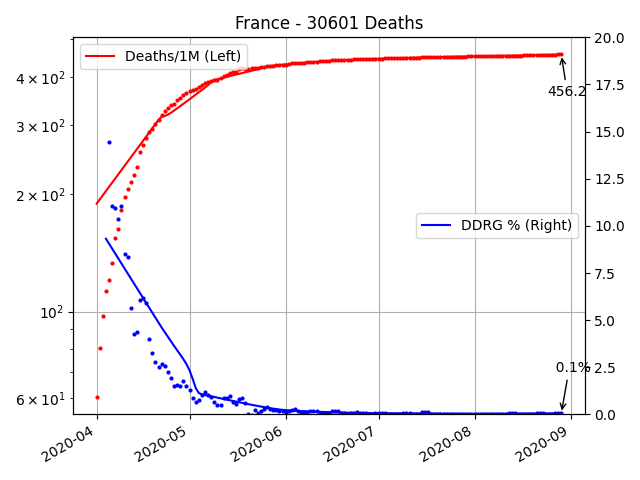 France - 30601 Deaths
Deaths/1M (Left)
DDRG % (Right)
456.2
0.1%
4 × 10²
3 × 10²
2 × 10²
10²
6 × 10¹
20.0
17.5
15.0
12.5
10.0
7.5
5.0
2.5
0.0
2020-04
2020-05
2020-06
2020-07
2020-08
2020-09